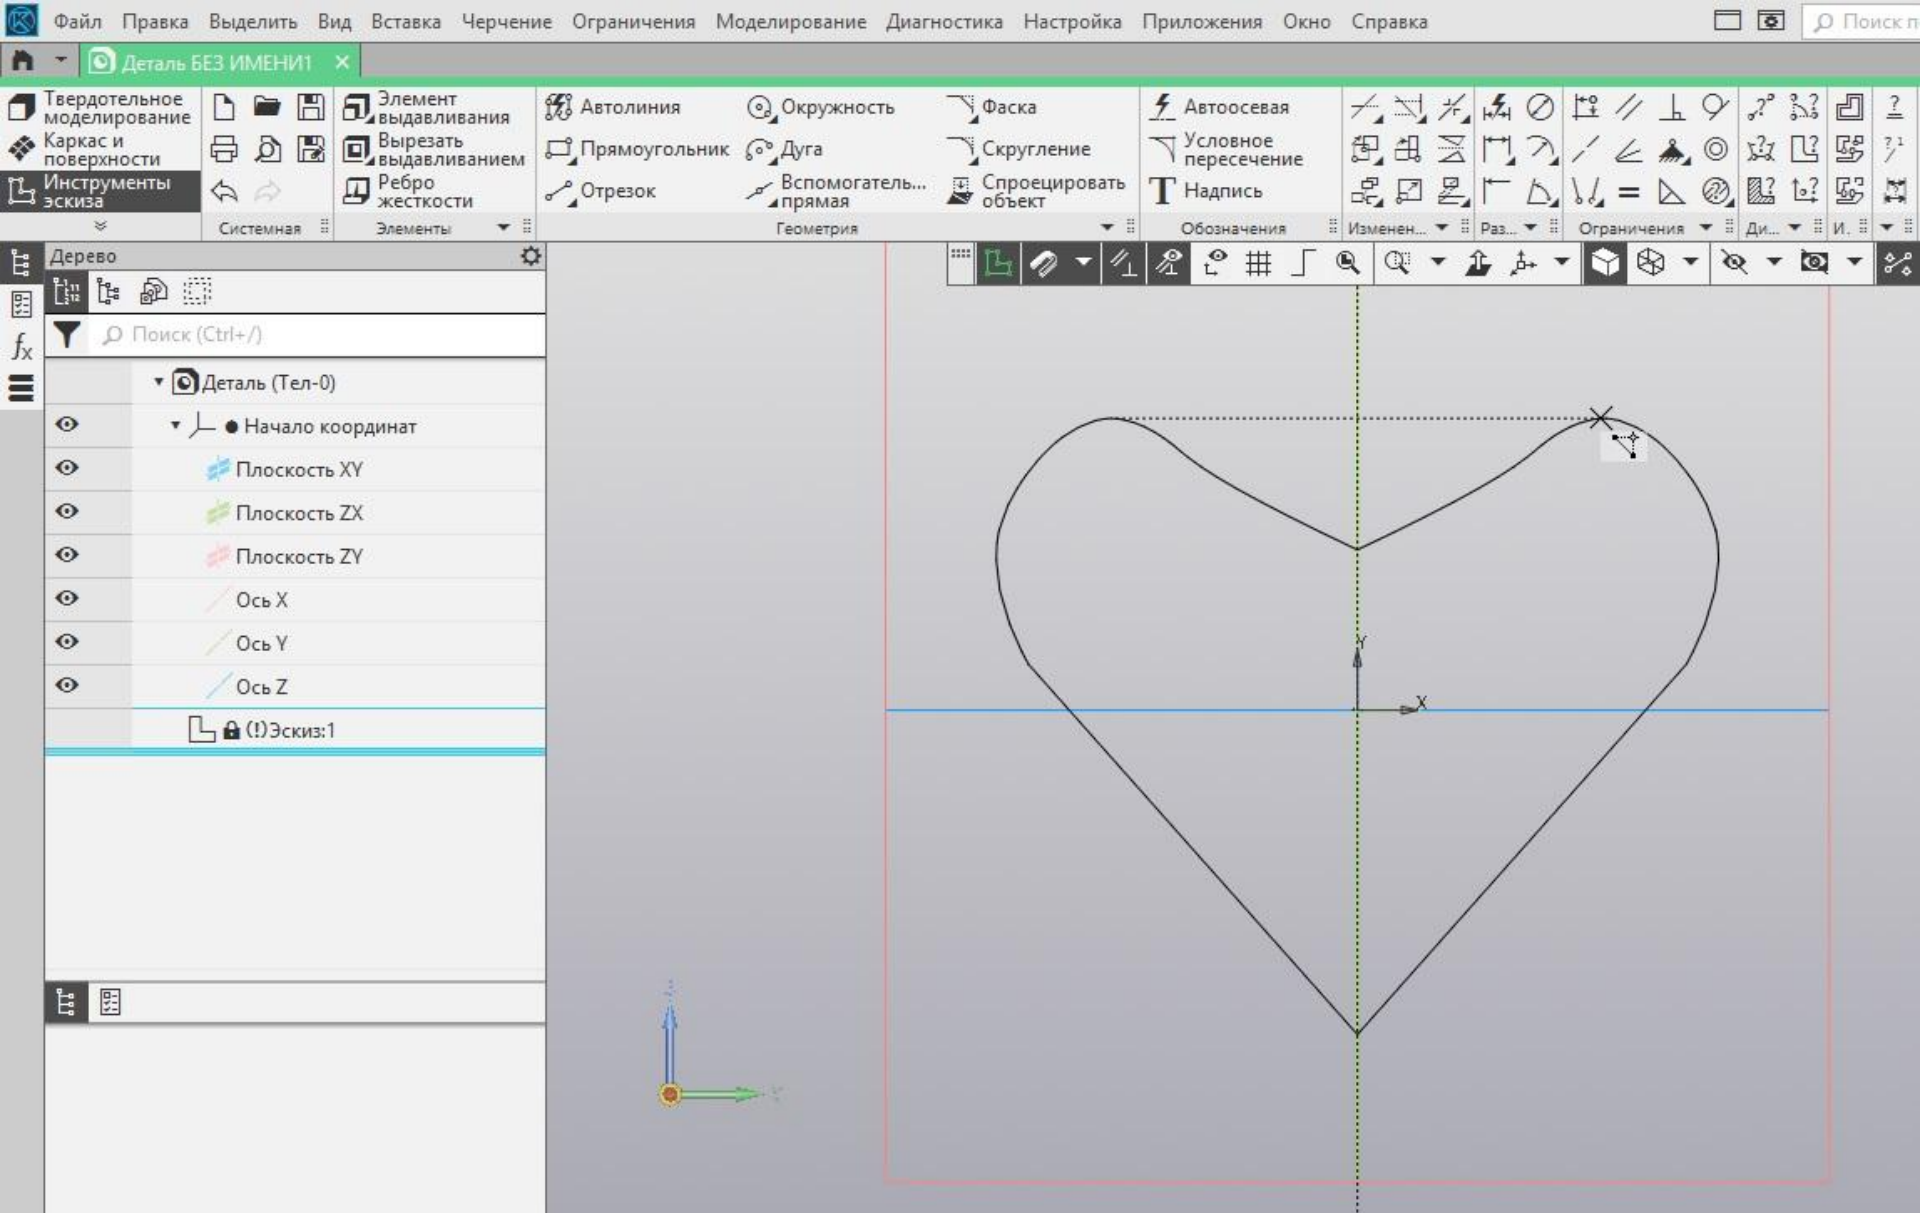 Файл Правка Выделить Вид Вставка Черчение Ограничения Моделирование Диагностика Настройка Приложения Окно Справка
Деталь БЕЗ ИМЕНИ1
Твердотельное
моделирование
Каркас и
поверхности
Инструменты
эскиза
Системная
Элемент
выдавливания
Вырезать
выдавливанием
Ребро
жесткости
Элементы
Автолиния
Прямоугольник
Отрезок
Окружность
Дуга
Вспомогатель...
прямая
Фаска
Скругление
Спроецировать
объект
Геометрия
Автоосевая
Условное
пересечение
Надпись
Обозначения
Изменен...
Раз...
Ограничения
Ди...
И.
Дерево
Поиск (Ctrl+/)
Деталь (Тел-0)
Начало координат
Плоскость XY
Плоскость ZX
Плоскость ZY
Ось X
Ось Y
Ось Z
(!)Эскиз:1
Y
X